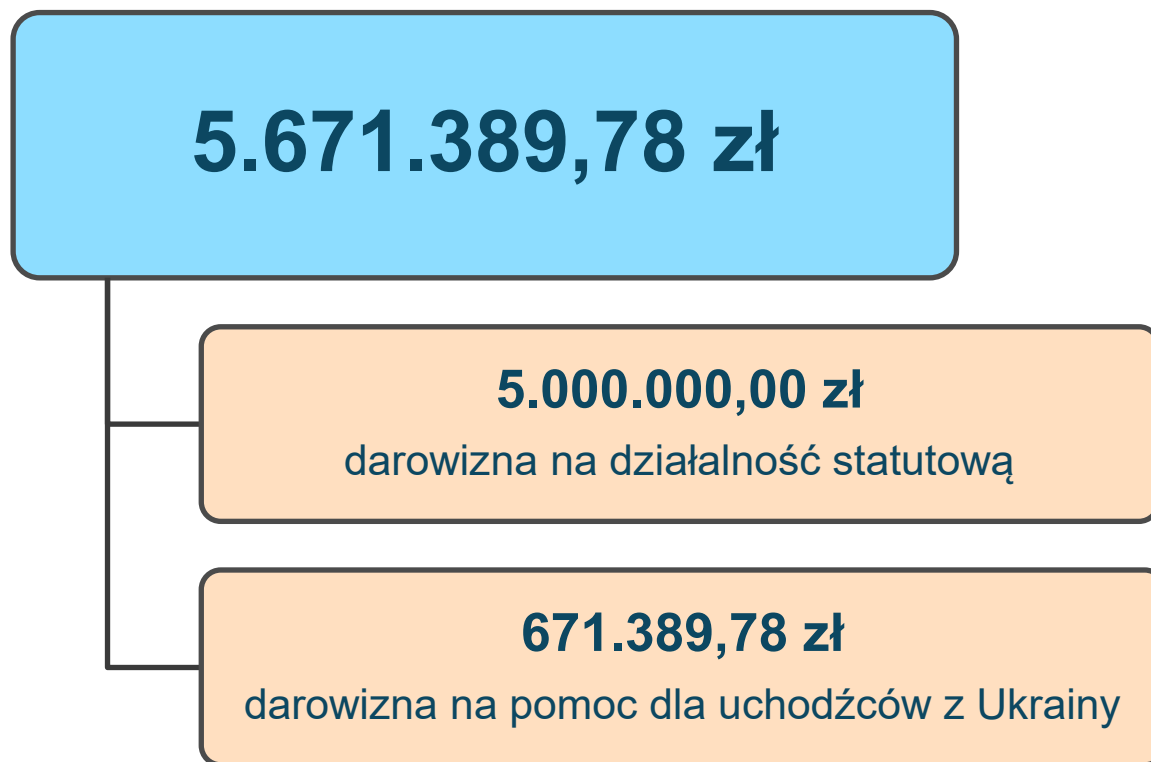 5.671.389,78 zł
5.000.000,00 zł
darowizna na działalność statutową
671.389,78 zł
darowizna na pomoc dla uchodźców z Ukrainy